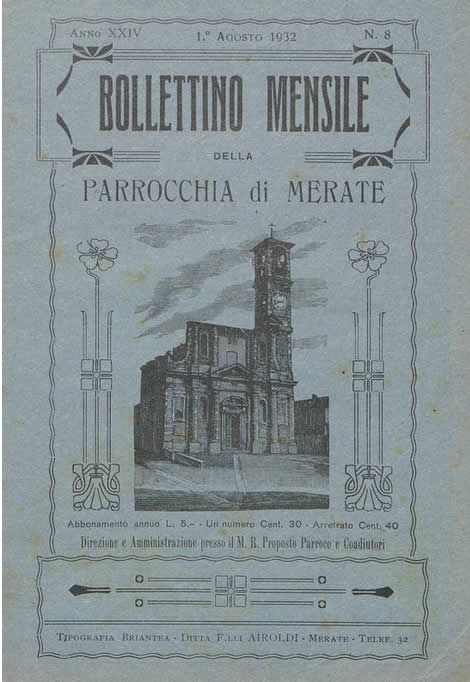 Anno XXIV 1.° Agosto 1932 N. 8
BOLLETTINO MENSILE
DELLA
PARROCCHIA di MERATE
Abbonamento annuo L. 5.- - Un numero Cent. 30 - Arretrato Cent. 40
Direzione e Amministrazione presso il M. R. Proposto Parroco e Coadiutori
Tipografia Briantea - Ditta F.lli AIROLDI - Merate - Telef. 32